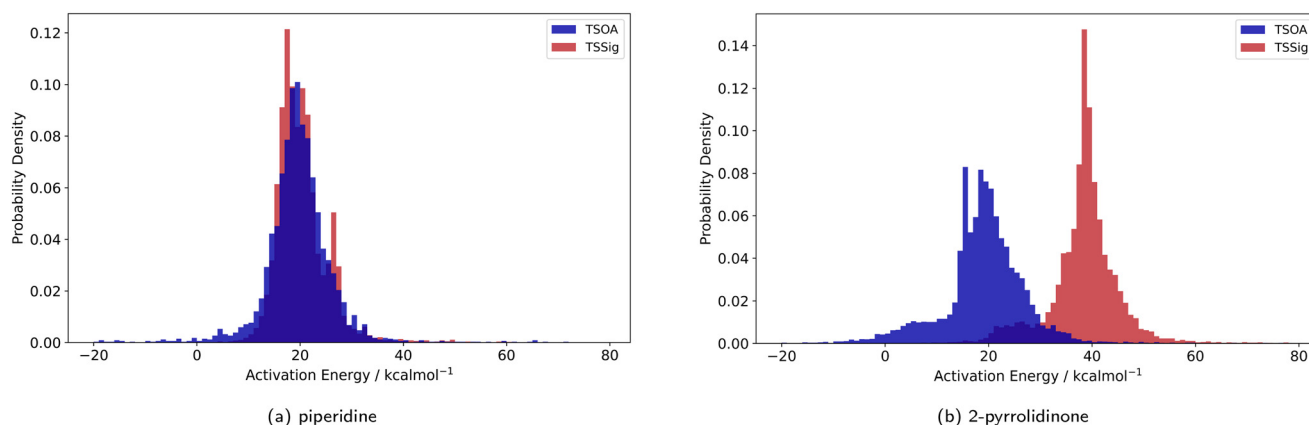 0.12
0.10
0.08
0.06
0.04
0.02
0.00
Probability Density
−20
0
20
40
60
80
Activation Energy / kcalmol⁻¹
TSOA
TSSig
(a) piperidine
0.14
0.12
0.10
0.08
0.06
0.04
0.02
0.00
Probability Density
−20
0
20
40
60
80
Activation Energy / kcalmol⁻¹
TSOA
TSSig
(b) 2-pyrrolidinone